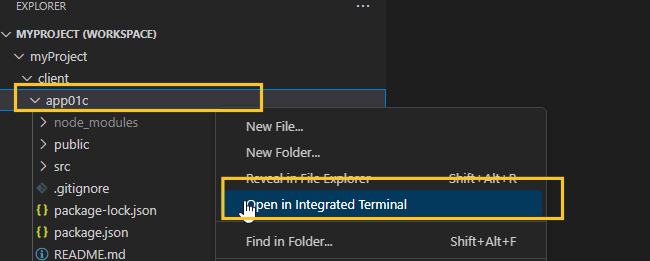 EXPLORER
MYPROJECT (WORKSPACE)
myProject
client
app01c
node_modules
public
src
.gitignore
package-lock.json
package.json
README.md
New File...
New Folder...
Reveal in File Explorer Shift+Alt+R
Open in Integrated Terminal
Find in Folder... Shift+Alt+F